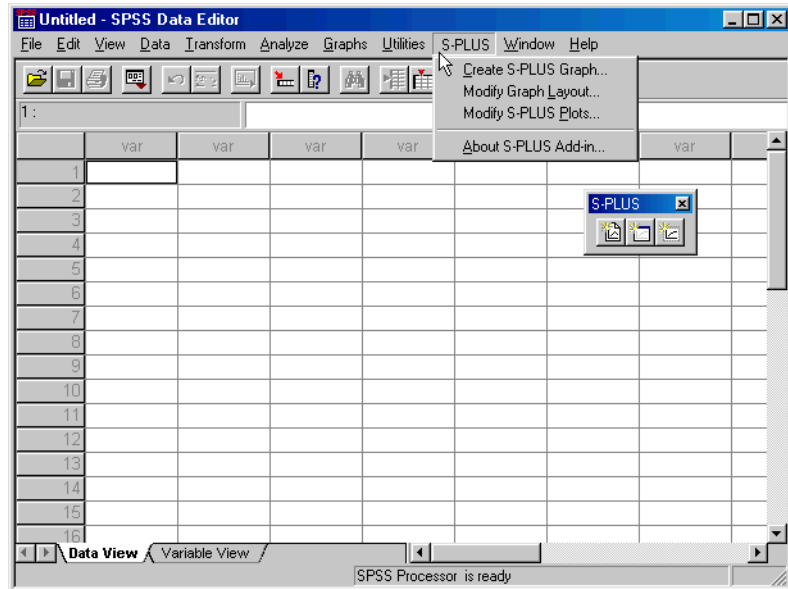 Untitled - SPSS Data Editor
File Edit View Data Transform Analyze Graphs Utilities S-PLUS Window Help
Create S-PLUS Graph...
Modify Graph Layout...
Modify S-PLUS Plots...
About S-PLUS Add-in...
1 :
var var var var var
S-PLUS
1
2
3
4
5
6
7
8
9
10
11
12
13
14
15
16
Data View Variable View
SPSS Processor is ready